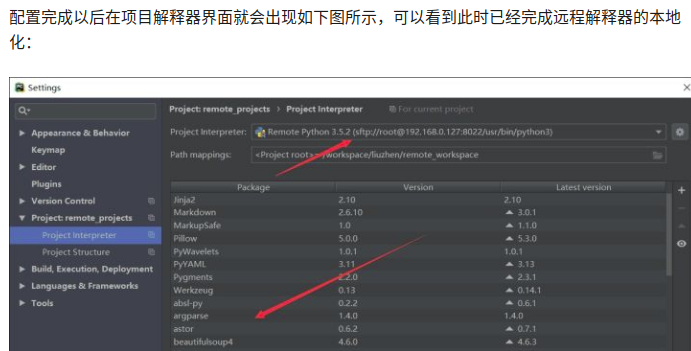 配置完成以后在项目解释器界面就会出现如下图所示，可以看到此时已经完成远程解释器的本地
化：
Settings
Project: remote_projects › Project Interpreter For current project
Appearance & Behavior
Keymap
Editor
Plugins
Version Control
Project: remote_projects
Project Interpreter
Project Structure
Build, Execution, Deployment
Languages & Frameworks
Tools
Project Interpreter: Remote Python 3.5.2 (sftp://root@192.168.0.127:8022/usr/bin/python3)
Path mappings: <Project root>→/workspace/liuzhen/remote_workspace
Package Version Latest version
Jinja2 2.10 2.10
Markdown 2.6.10 3.0.1
MarkupSafe 1.0 1.1.0
Pillow 5.0.0 5.3.0
PyWavelets 1.0.1 1.0.1
PyYAML 3.11 3.13
Pygments 2.2.0 2.3.1
Werkzeug 0.13 0.14.1
absl-py 0.2.2 0.6.1
argparse 1.4.0 1.4.0
astor 0.6.2 0.7.1
beautifulsoup4 4.6.0 4.6.3